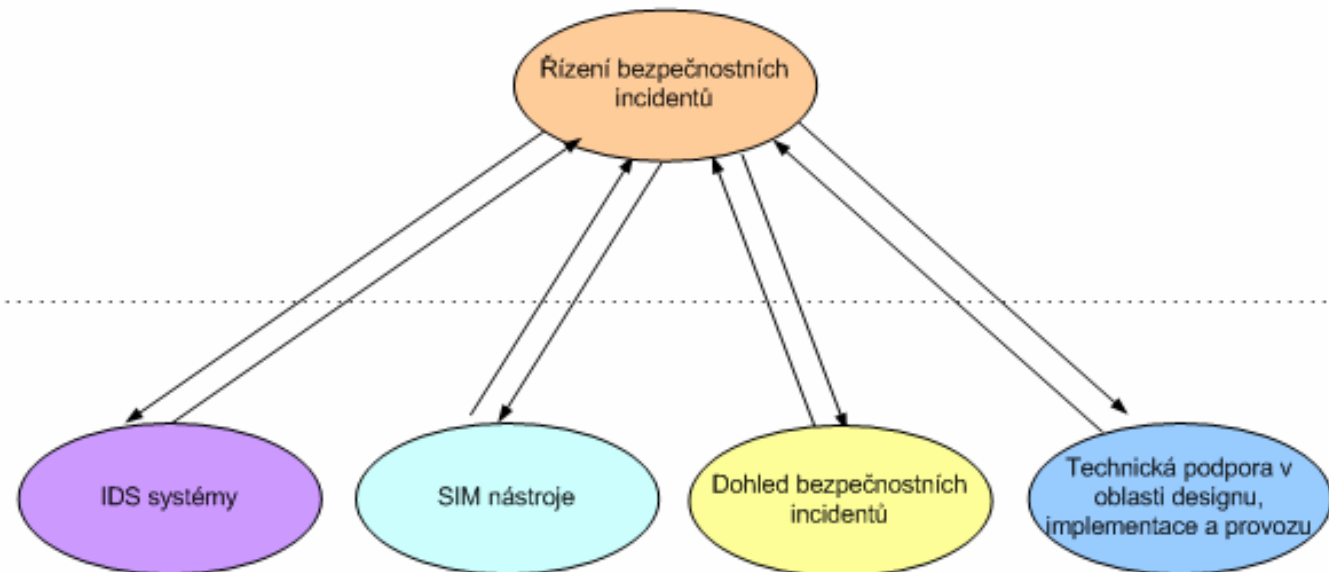 Řízení bezpečnostních
incidentů
IDS systémy
SIM nástroje
Dohled bezpečnostních
incidentů
Technická podpora v
oblasti designu,
implementace a provozu